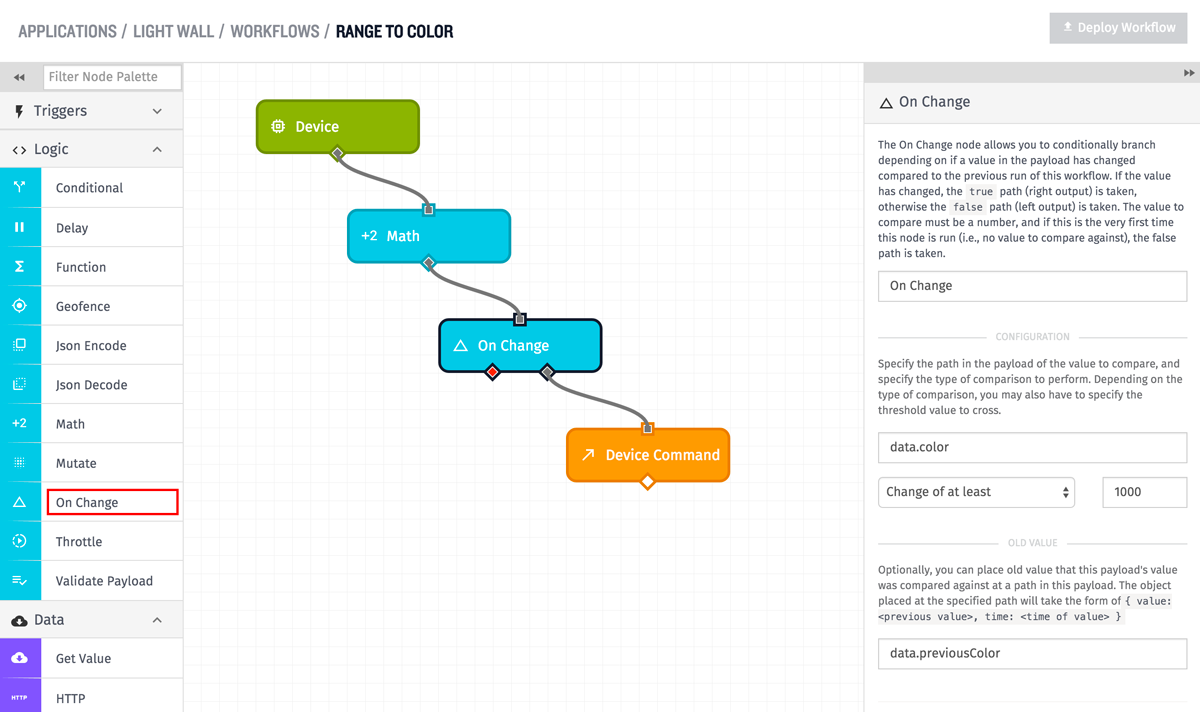 APPLICATIONS / LIGHT WALL / WORKFLOWS / RANGE TO COLOR
Deploy Workflow
Filter Node Palette
Triggers
Logic
Conditional
Delay
Function
Geofence
Json Encode
Json Decode
+2 Math
Mutate
On Change
Throttle
Validate Payload
Data
Get Value
HTTP HTTP
Device
+2 Math
On Change
Device Command
On Change
The On Change node allows you to conditionally branch
depending on if a value in the payload has changed
compared to the previous run of this workflow. If the value
has changed, the true path (right output) is taken,
otherwise the false path (left output) is taken. The value to
compare must be a number, and if this is the very first time
this node is run (i.e., no value to compare against), the false
path is taken.
On Change
CONFIGURATION
Specify the path in the payload of the value to compare, and
specify the type of comparison to perform. Depending on the
type of comparison, you may also have to specify the
threshold value to cross.
data.color
Change of at least 1000
OLD VALUE
Optionally, you can place old value that this payload's value
was compared against at a path in this payload. The object
placed at the specified path will take the form of { value:
<previous value>, time: <time of value> }
data.previousColor